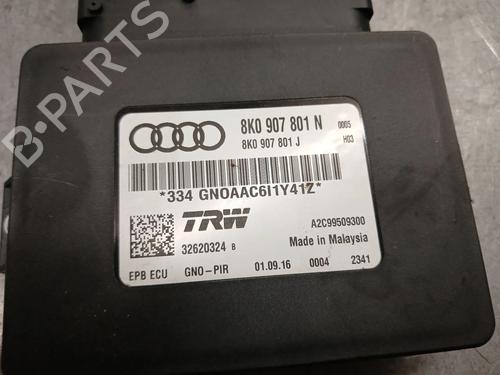 8K0 907 801 N 0005
8K0 907 801 J H03
*334 GNOAAC6I1Y41Z*
TRW A2C99509300
32620324 B Made in Malaysia
EPB ECU GNO-PIR 01.09.16 0004 2341
B-PARTS